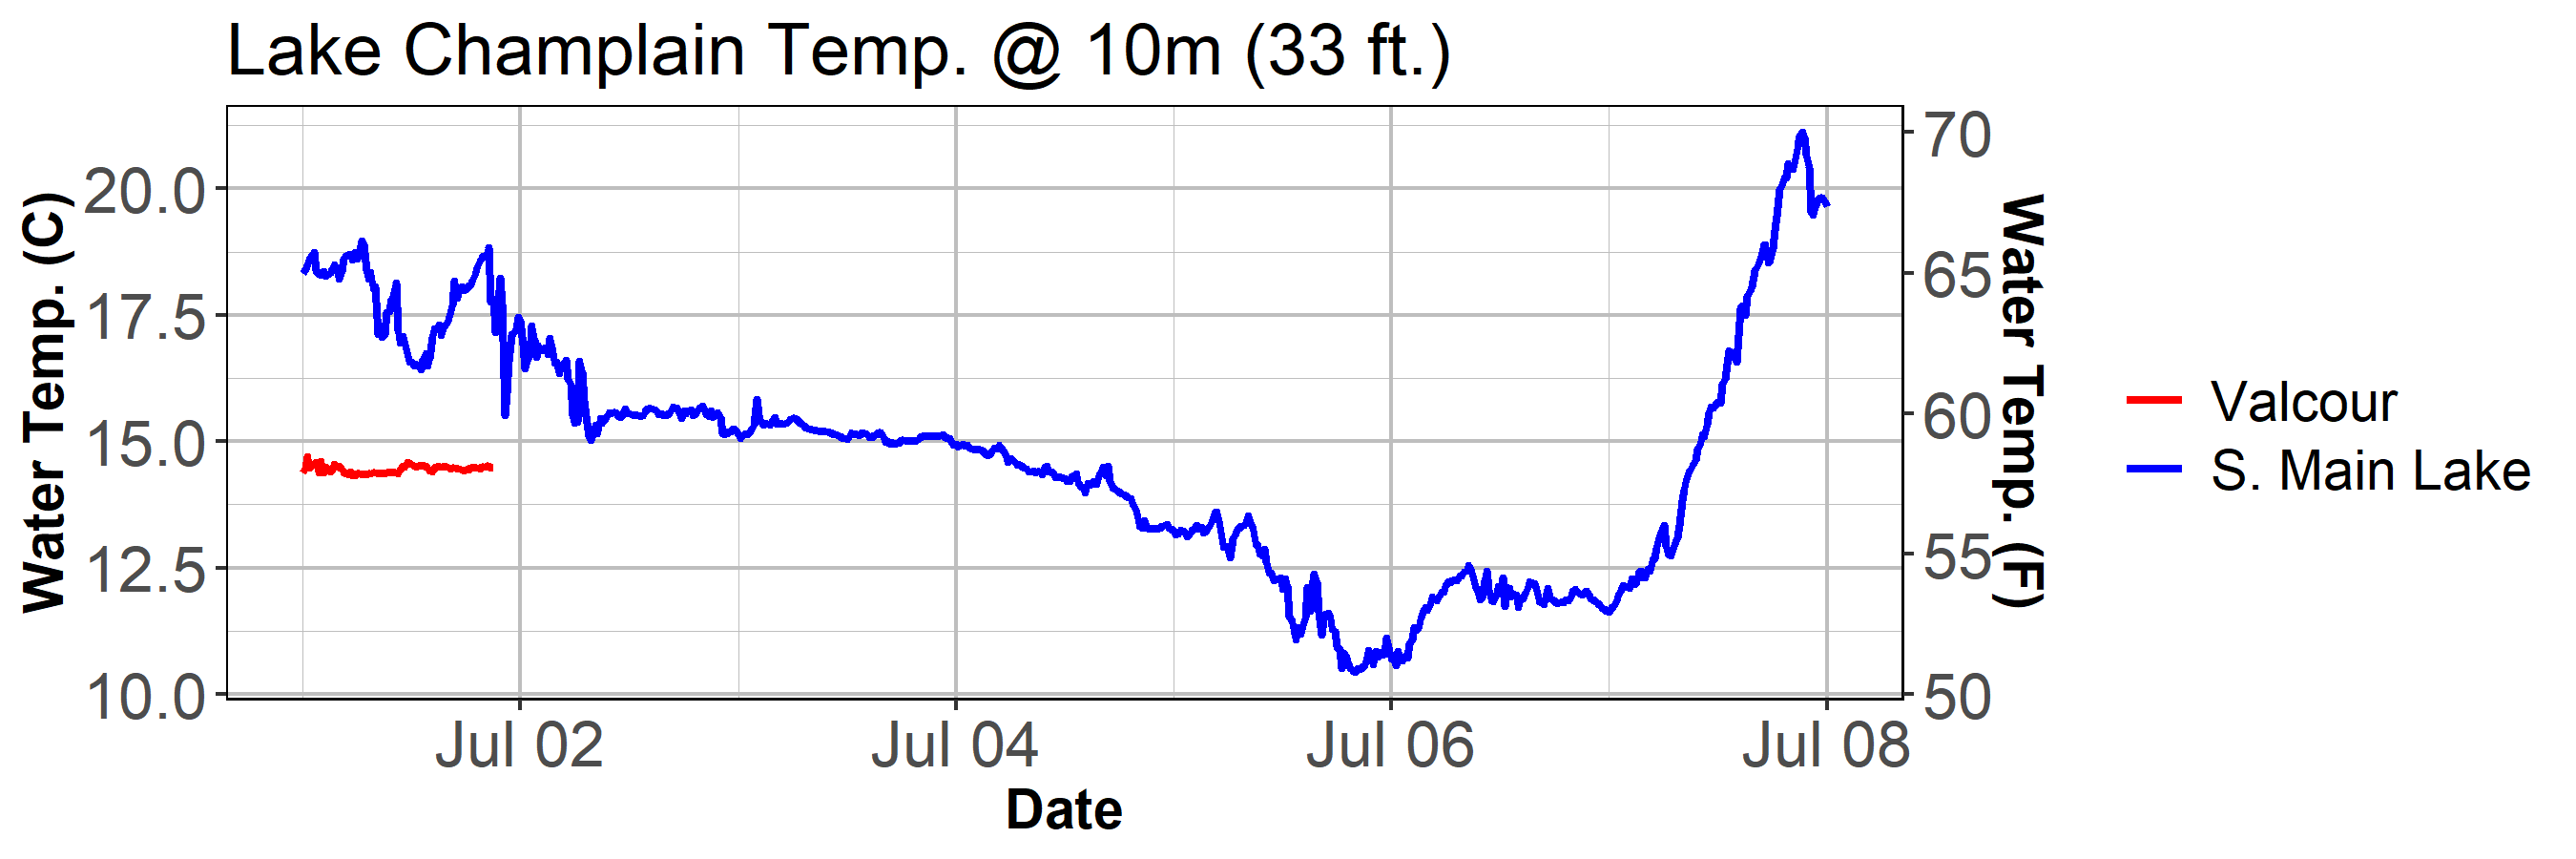 Lake Champlain Temp. @ 10m (33 ft.)
Water Temp. (C)
20.0
17.5
15.0
12.5
10.0
70
65
60
55
50
Water Temp. (F)
Jul 02
Jul 04
Jul 06
Jul 08
Date
Valcour
S. Main Lake